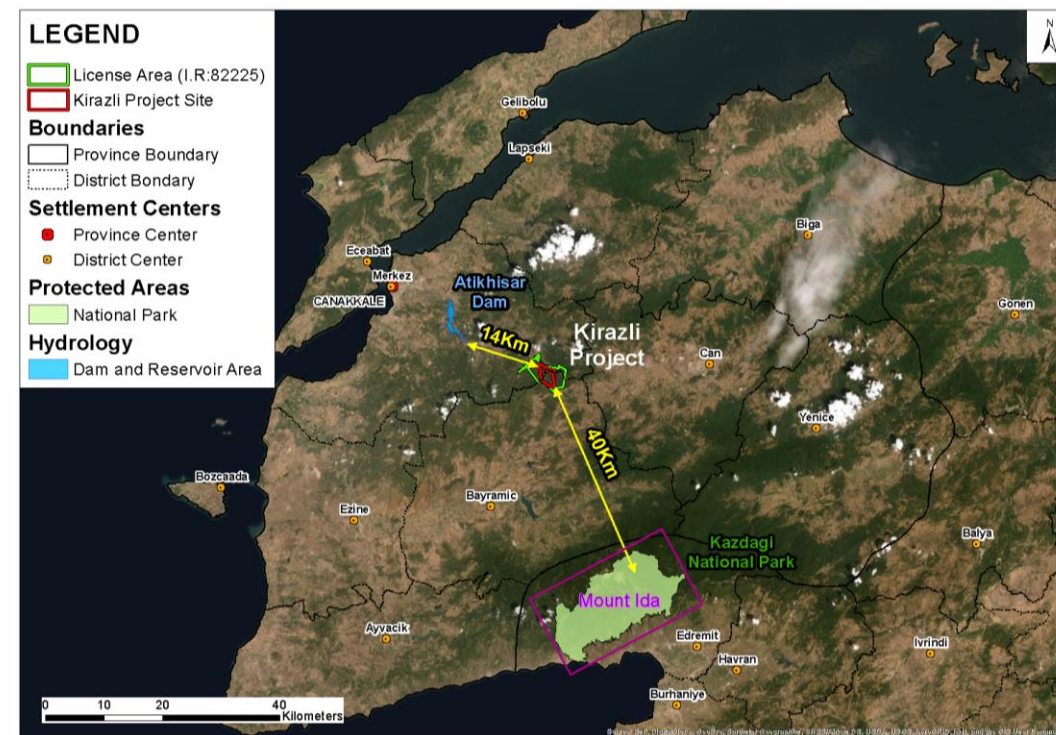 LEGEND
License Area (I.R:82225)
Kirazli Project Site
Boundaries
Province Boundary
District Bondary
Settlement Centers
Province Center
District Center
Protected Areas
National Park
Hydrology
Dam and Reservoir Area
N
Gelibolu
Lapseki
Biga
Eceabat
Merkez
CANAKKALE
Atikhisar
Dam
Gonen
14Km
Kirazli
Project
Can
Yenice
40Km
Bozcaada
Bayramic
Ezine
Balya
Kazdagi
National Park
Mount Ida
Ayvacik
Edremit
Ivrindi
Havran
Burhaniye
0 10 20 40
Kilometers